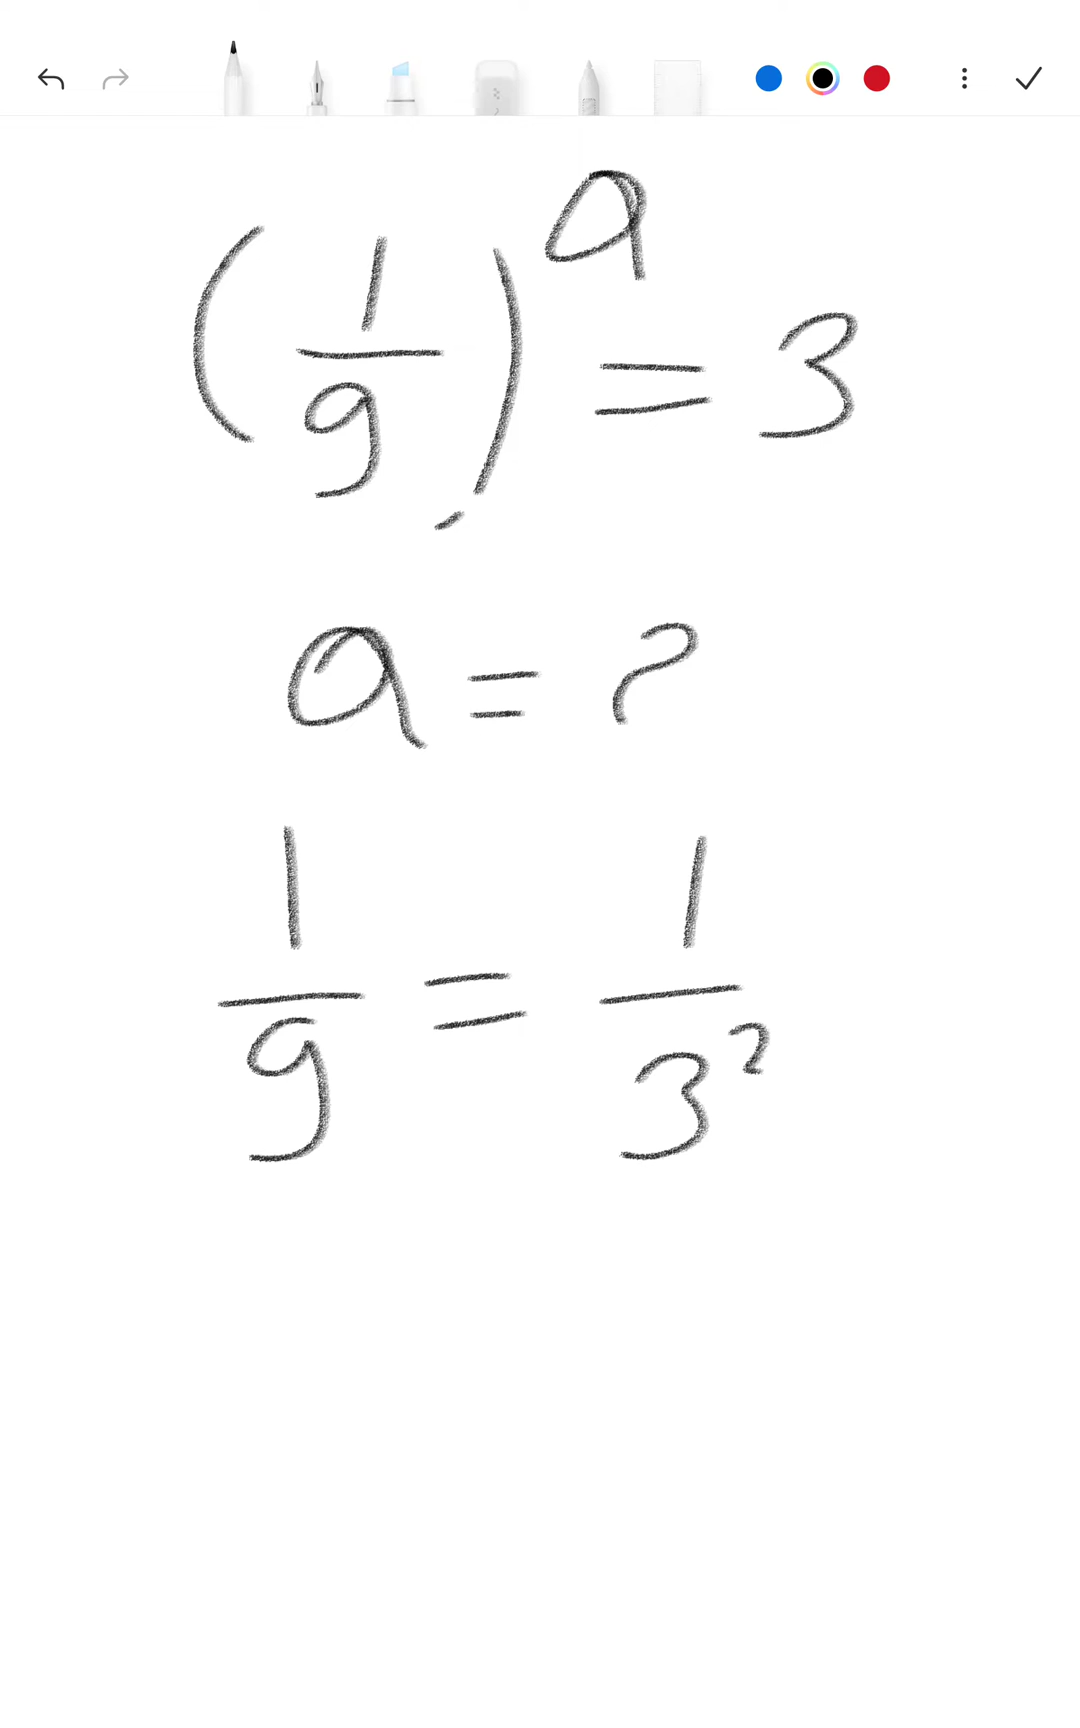 (1/9)^a = 3
a = ?
1/9 = 1/3^2